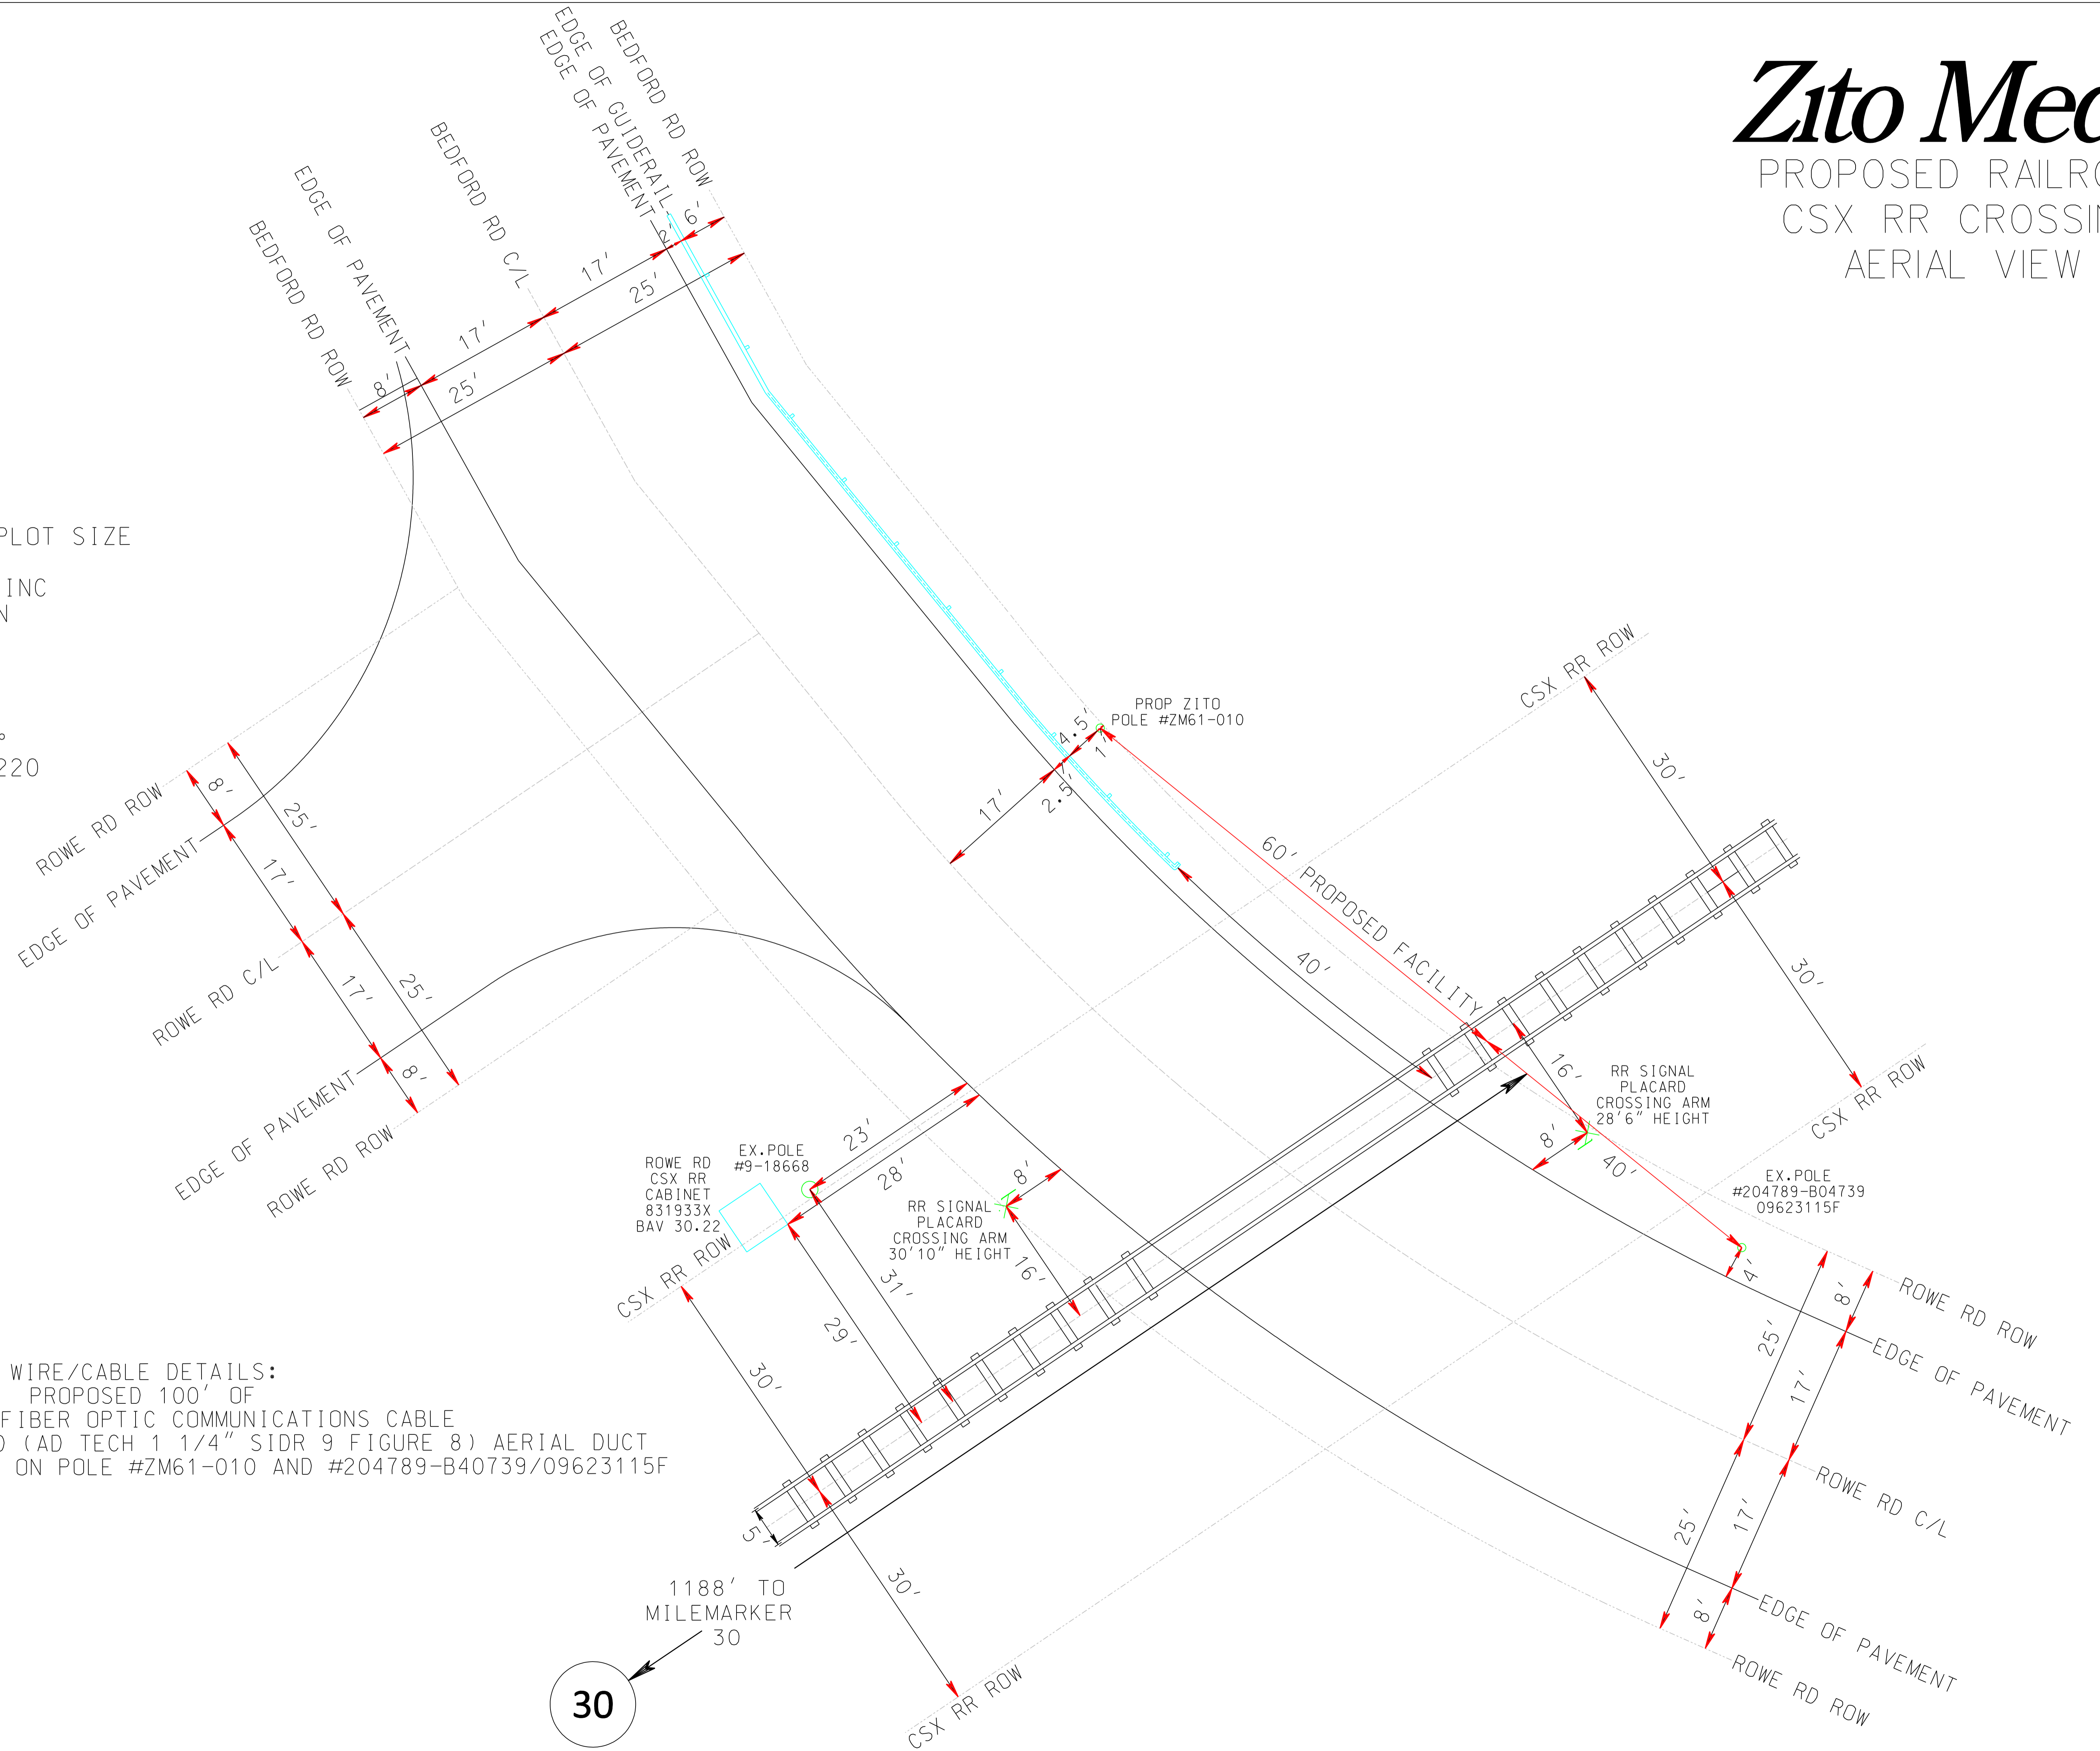 Zito Med
PROPOSED RAILRO
CSX RR CROSSIN
AERIAL VIEW
BEDFORD RD ROW
EDGE OF GUIDERAIL
EDGE OF PAVEMENT
BEDFORD RD C/L
EDGE OF PAVEMENT
BEDFORD RD ROW
6'
2'
17'
25'
17'
25'
8'
PLOT SIZE
INC
N
220
PROP ZITO
POLE #ZM61-010
4.5'
1'
2.5'
17'
60' PROPOSED FACILITY
40'
CSX RR ROW
30'
30'
CSX RR ROW
ROWE RD ROW
EDGE OF PAVEMENT
ROWE RD C/L
EDGE OF PAVEMENT
ROWE RD ROW
8'
25'
17'
17'
25'
8'
16'
RR SIGNAL
PLACARD
CROSSING ARM
28'6" HEIGHT
8'
40'
EX.POLE
#204789-B04739
09623115F
4'
ROWE RD
CSX RR
CABINET
831933X
BAV 30.22
EX.POLE
#9-18668
23'
28'
8'
RR SIGNAL
PLACARD
CROSSING ARM
30'10" HEIGHT
16'
31'
29'
CSX RR ROW
30'
30'
CSX RR ROW
5'
WIRE/CABLE DETAILS:
PROPOSED 100' OF
FIBER OPTIC COMMUNICATIONS CABLE
D (AD TECH 1 1/4" SIDR 9 FIGURE 8) AERIAL DUCT
ON POLE #ZM61-010 AND #204789-B40739/09623115F
1188' TO
MILEMARKER
30
30
8'
25'
17'
25'
17'
8'
ROWE RD ROW
EDGE OF PAVEMENT
ROWE RD C/L
EDGE OF PAVEMENT
ROWE RD ROW